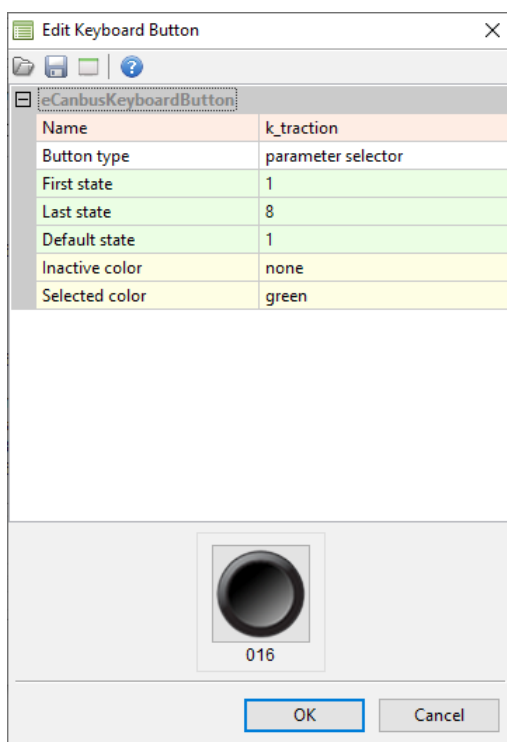 Edit Keyboard Button
eCanbusKeyboardButton
Name k_traction
Button type parameter selector
First state 1
Last state 8
Default state 1
Inactive color none
Selected color green
016
OK Cancel